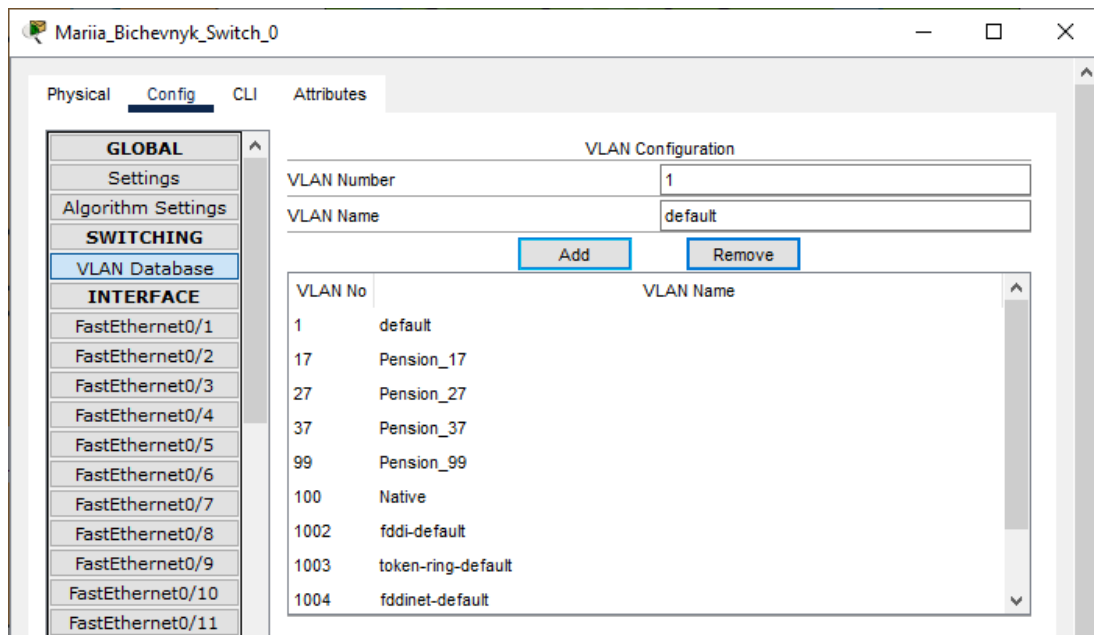 Mariia_Bichevnyk_Switch_0
Physical Config CLI Attributes
GLOBAL
Settings
Algorithm Settings
SWITCHING
VLAN Database
INTERFACE
FastEthernet0/1
FastEthernet0/2
FastEthernet0/3
FastEthernet0/4
FastEthernet0/5
FastEthernet0/6
FastEthernet0/7
FastEthernet0/8
FastEthernet0/9
FastEthernet0/10
FastEthernet0/11
VLAN Configuration
VLAN Number 1
VLAN Name default
Add Remove
VLAN No VLAN Name
1 default
17 Pension_17
27 Pension_27
37 Pension_37
99 Pension_99
100 Native
1002 fddi-default
1003 token-ring-default
1004 fddinet-default